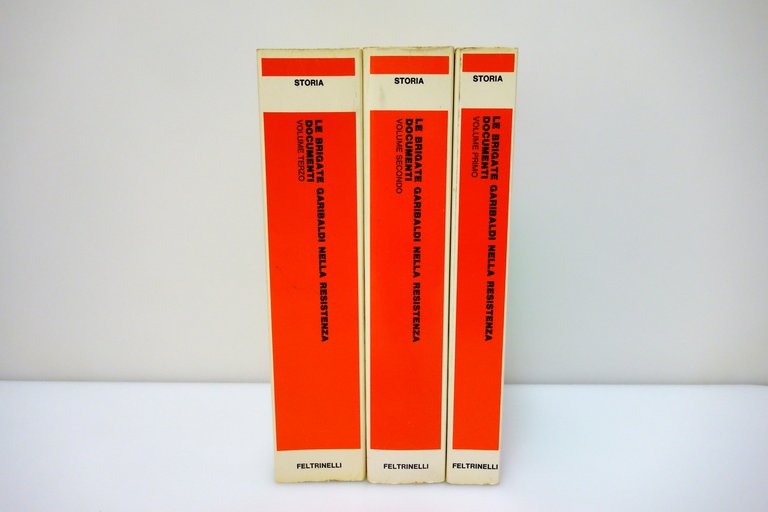 STORIA
LE BRIGATE GARIBALDI NELLA RESISTENZA
DOCUMENTI
VOLUME TERZO
FELTRINELLI
STORIA
LE BRIGATE GARIBALDI NELLA RESISTENZA
DOCUMENTI
VOLUME SECONDO
FELTRINELLI
STORIA
LE BRIGATE GARIBALDI NELLA RESISTENZA
DOCUMENTI
VOLUME PRIMO
FELTRINELLI